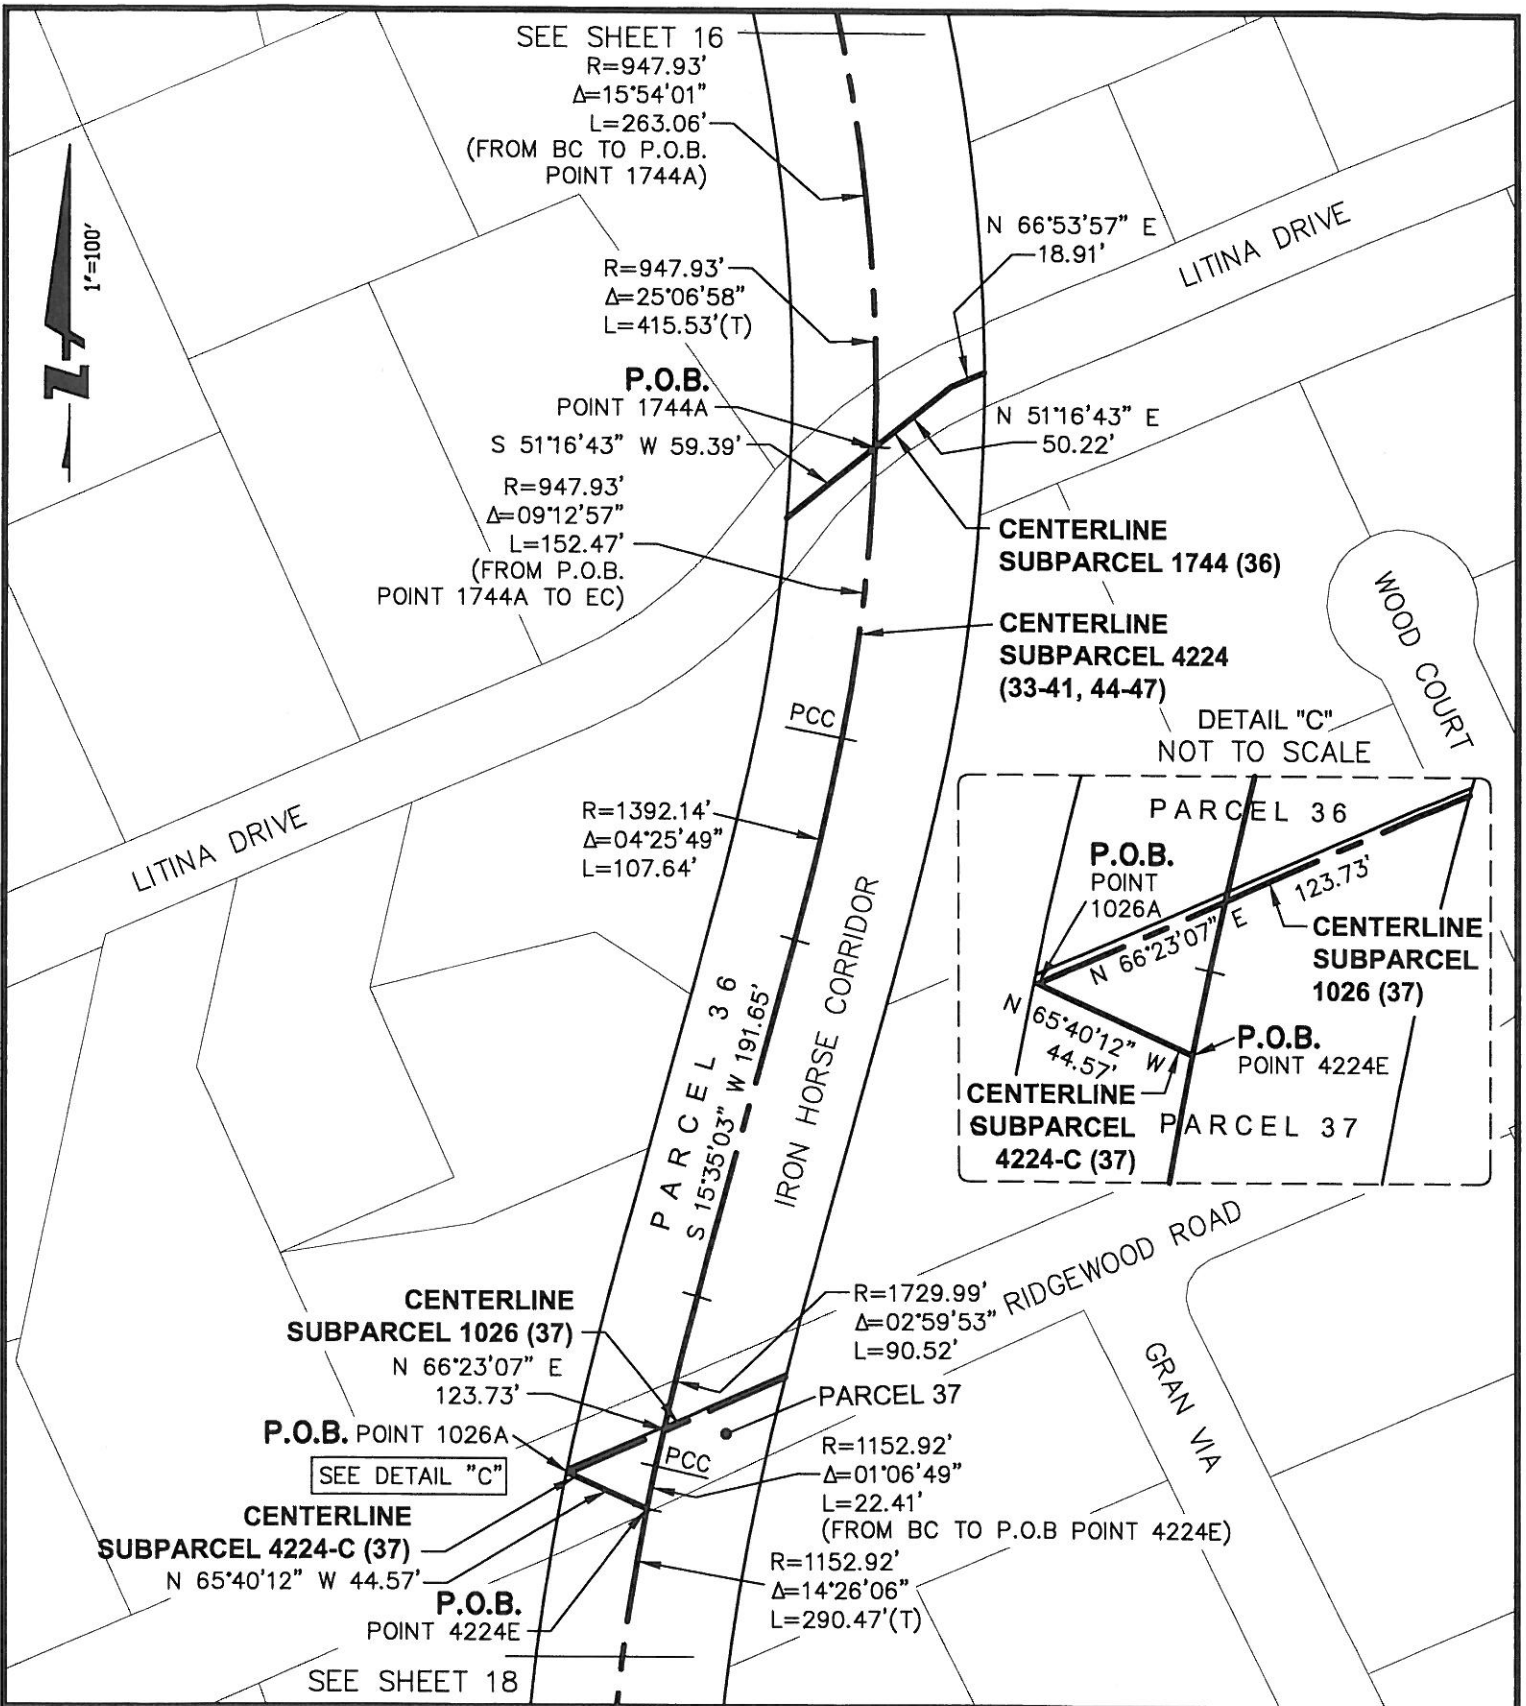 SEE SHEET 16
R=947.93'
Δ=15°54'01"
L=263.06'
(FROM BC TO P.O.B.
POINT 1744A)
1"=100'
N 66°53'57" E
18.91'
LITINA DRIVE
R=947.93'
Δ=25°06'58"
L=415.53'(T)
P.O.B.
POINT 1744A
S 51°16'43" W 59.39'
N 51°16'43" E
50.22'
R=947.93'
Δ=09°12'57"
L=152.47'
(FROM P.O.B.
POINT 1744A TO EC)
CENTERLINE
SUBPARCEL 1744 (36)
CENTERLINE
SUBPARCEL 4224
(33-41, 44-47)
WOOD COURT
PCC
DETAIL "C"
NOT TO SCALE
PARCEL 36
P.O.B.
POINT
1026A
123.73'
N 66°23'07" E
CENTERLINE
SUBPARCEL
1026 (37)
N 65°40'12" W
44.57'
P.O.B.
POINT 4224E
CENTERLINE
SUBPARCEL
4224-C (37)
PARCEL 37
R=1392.14'
Δ=04°25'49"
L=107.64'
LITINA DRIVE
PARCEL 36
S 15°35'03" W 191.65'
IRON HORSE CORRIDOR
RIDGEWOOD ROAD
GRAN VIA
CENTERLINE
SUBPARCEL 1026 (37)
N 66°23'07" E
123.73'
R=1729.99'
Δ=02°59'53"
L=90.52'
PARCEL 37
P.O.B. POINT 1026A
SEE DETAIL "C"
PCC
R=1152.92'
Δ=01°06'49"
L=22.41'
(FROM BC TO P.O.B POINT 4224E)
CENTERLINE
SUBPARCEL 4224-C (37)
N 65°40'12" W 44.57'
R=1152.92'
Δ=14°26'06"
L=290.47'(T)
P.O.B.
POINT 4224E
SEE SHEET 18